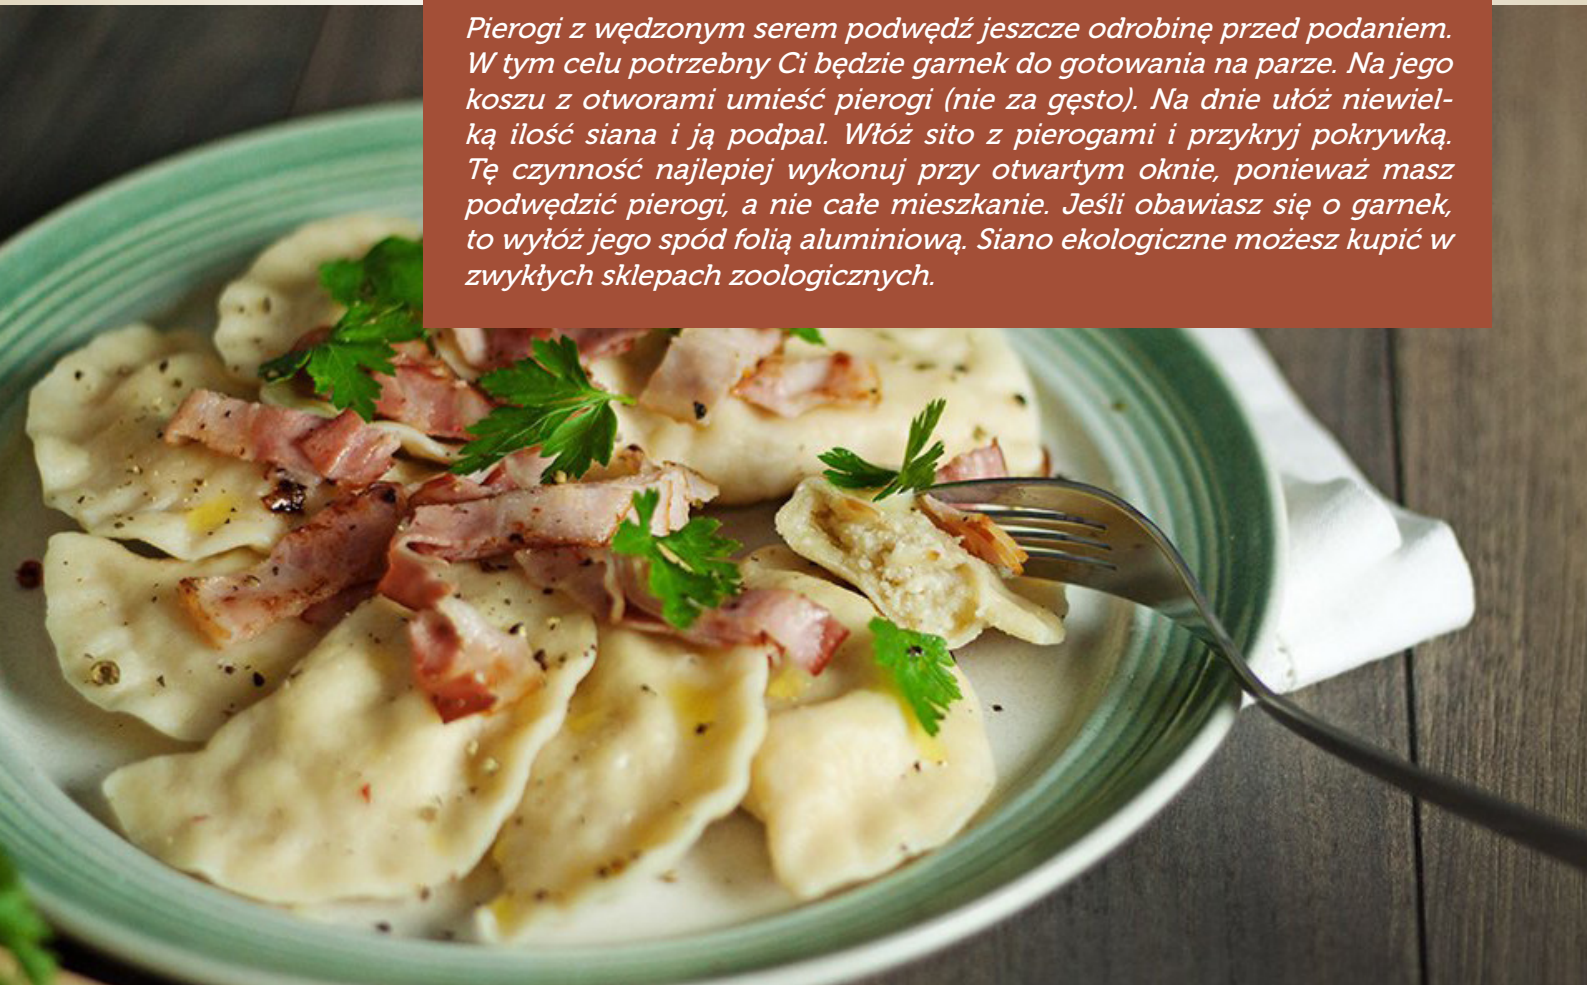 Pierogi z wędzonym serem podwędź jeszcze odrobinę przed podaniem.
W tym celu potrzebny Ci będzie garnek do gotowania na parze. Na jego
koszu z otworami umieść pierogi (nie za gęsto). Na dnie ułóż niewiel-
ką ilość siana i ją podpal. Włóż sito z pierogami i przykryj pokrywką.
Tę czynność najlepiej wykonuj przy otwartym oknie, ponieważ masz
podwędzić pierogi, a nie całe mieszkanie. Jeśli obawiasz się o garnek,
to wyłóż jego spód folią aluminiową. Siano ekologiczne możesz kupić w
zwykłych sklepach zoologicznych.